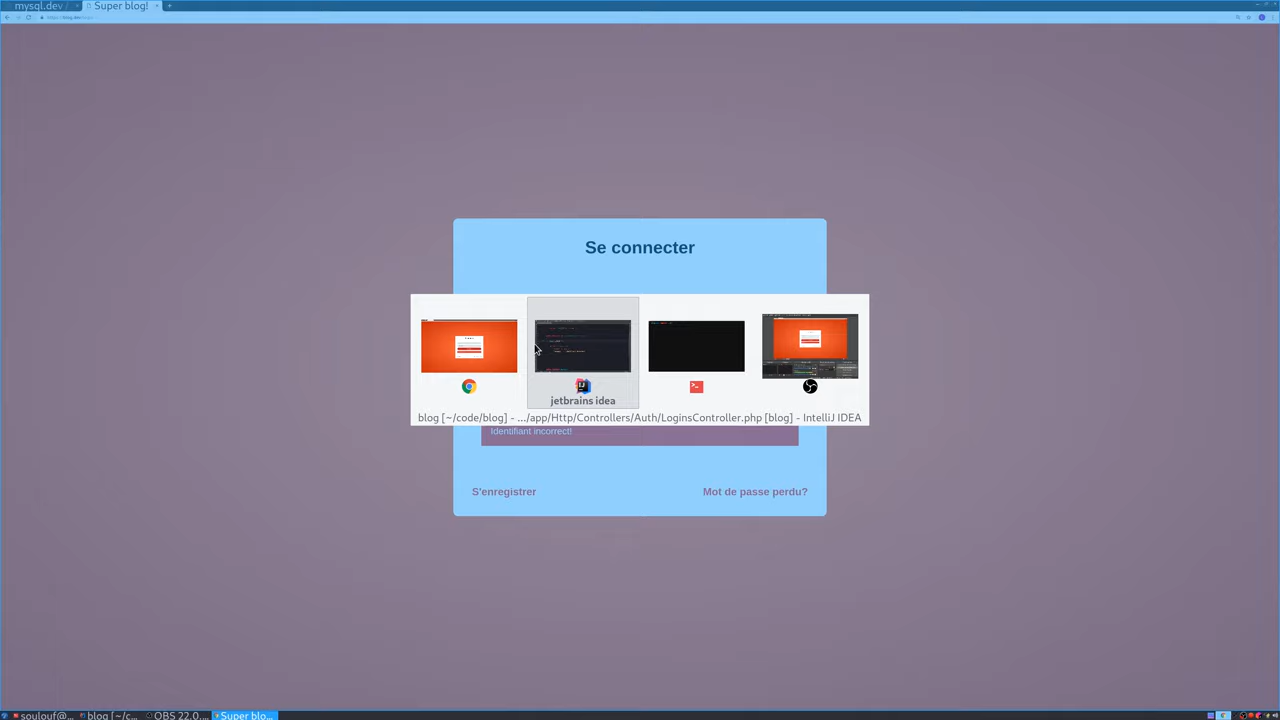 mysql.dev /
Super blog!
Se connecter
jetbrains idea
blog [~/code/blog] - .../app/Http/Controllers/Auth/LoginsController.php [blog] - IntelliJ IDEA
Identifiant incorrect!
S'enregistrer
Mot de passe perdu?
soulouf@...
blog [~/c...
OBS 22.0....
Super blo...